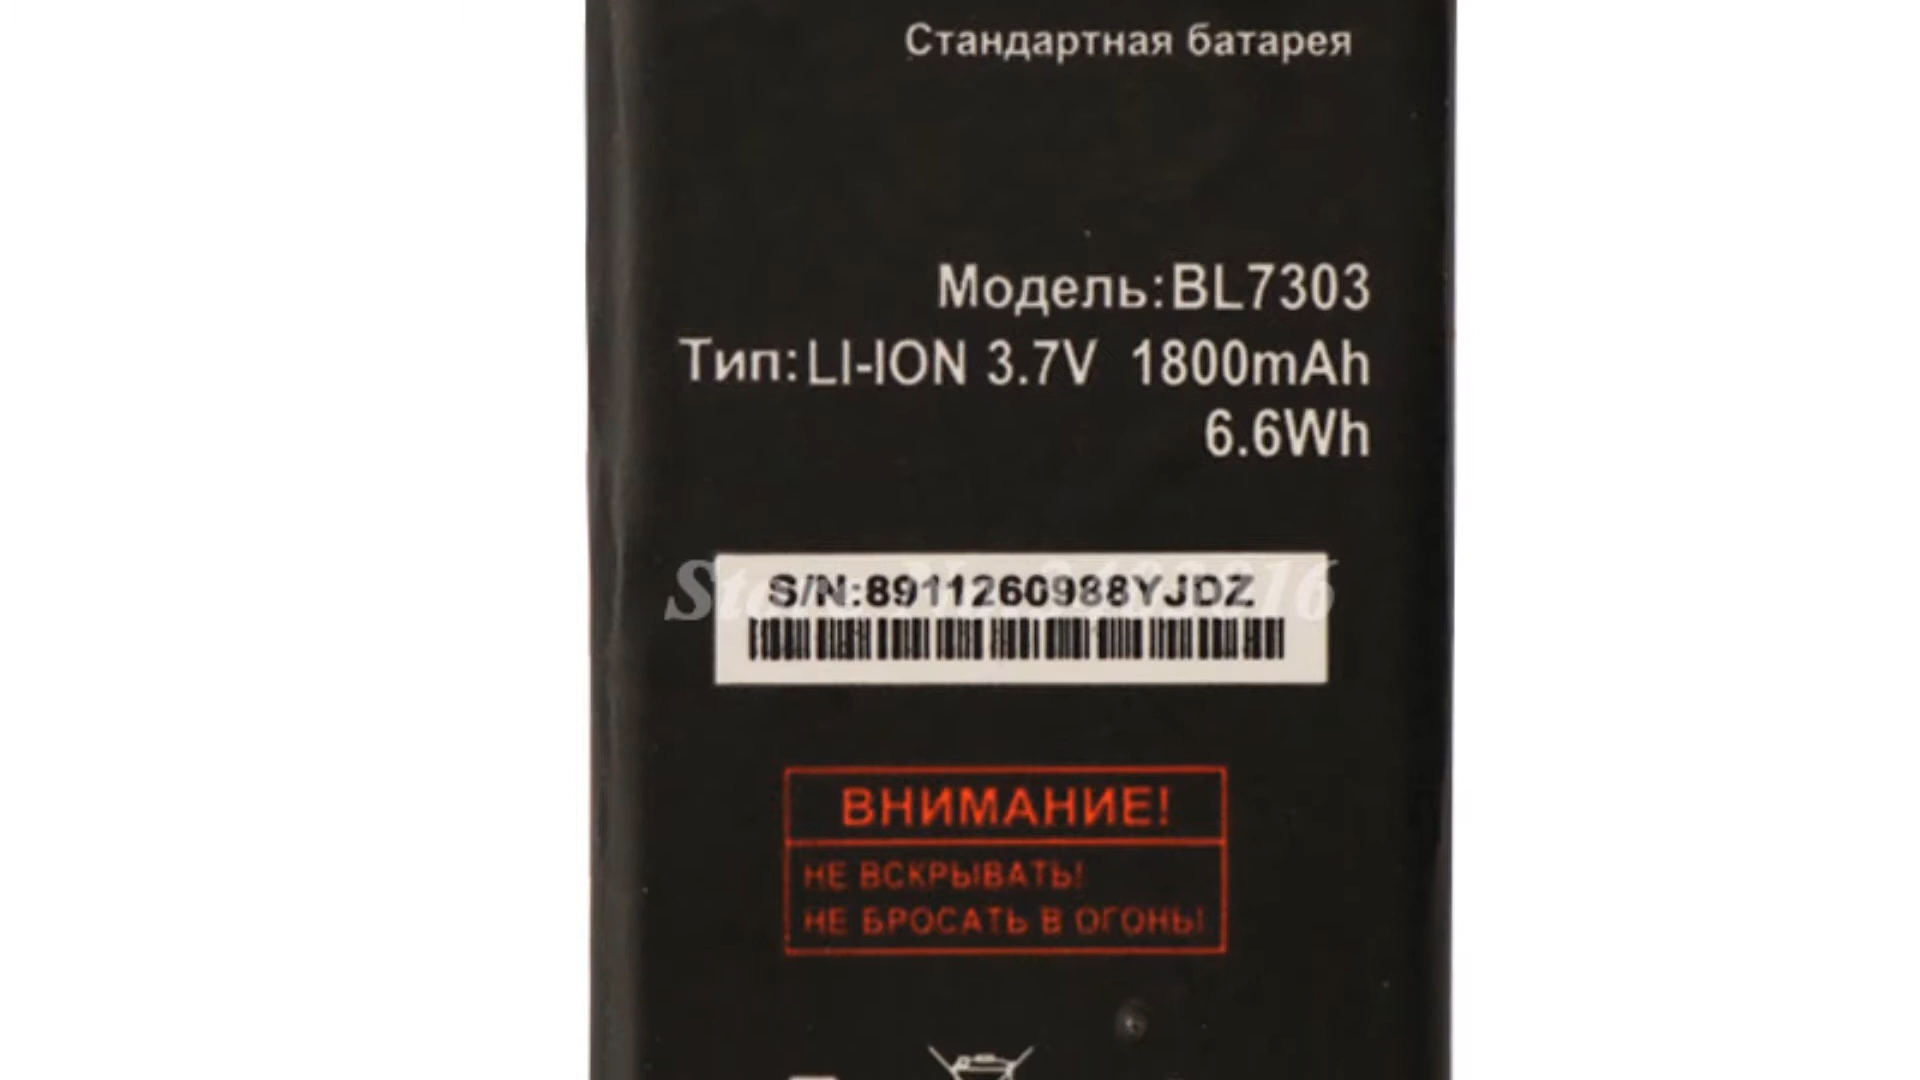 Стандартная батарея
Модель:BL7303
Тип:LI-ION 3.7V 1800mAh
6.6Wh
S/N:8911260988YJDZ
ВНИМАНИЕ!
НЕ ВСКРЫВАТЬ!
НЕ БРОСАТЬ В ОГОНЬ!